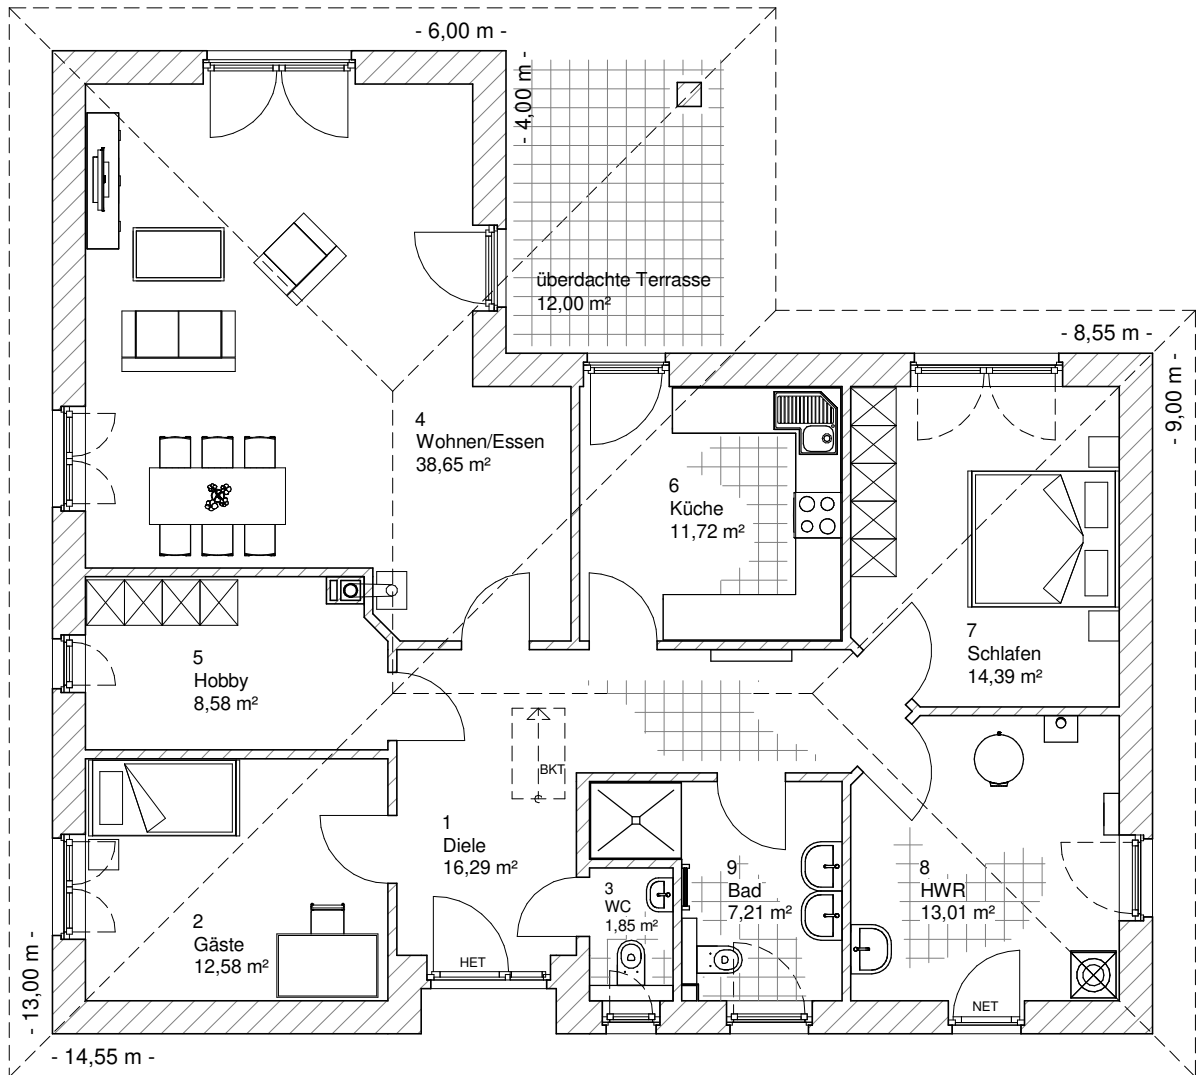 - 6,00 m -
- 4,00 m -
überdachte Terrasse
12,00 m²
- 8,55 m -
- 9,00 m -
4
Wohnen/Essen
38,65 m²
6
Küche
11,72 m²
7
Schlafen
14,39 m²
5
Hobby
8,58 m²
BKT
1
Diele
16,29 m²
9
Bad
7,21 m²
8
HWR
13,01 m²
3
WC
1,85 m²
2
Gäste
12,58 m²
HET
NET
- 13,00 m -
- 14,55 m -